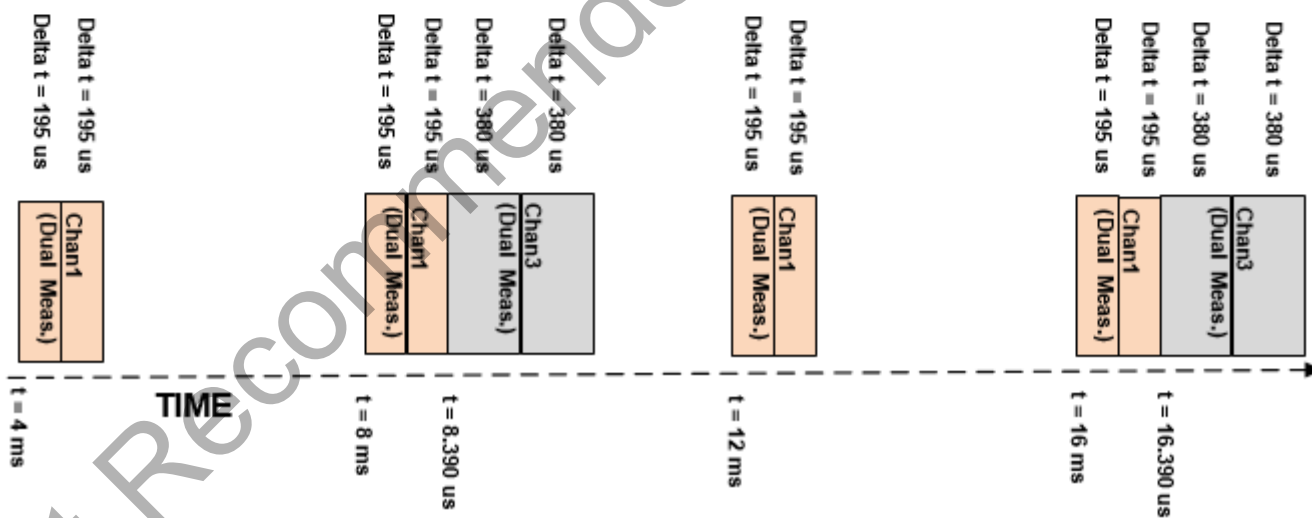 Delta t = 195 us
Delta t = 195 us
Delta t = 195 us
Delta t = 195 us
Delta t = 380 us
Delta t = 380 us
Delta t = 195 us
Delta t = 195 us
Delta t = 195 us
Delta t = 195 us
Delta t = 380 us
Delta t = 380 us
Chan1
(Dual Meas.)
Chan1
(Dual Meas.)
Chan3
(Dual Meas.)
Chan1
(Dual Meas.)
Chan1
(Dual Meas.)
Chan3
(Dual Meas.)
TIME
t = 4 ms
t = 8 ms
t = 8.390 us
t = 12 ms
t = 16 ms
t = 16.390 us